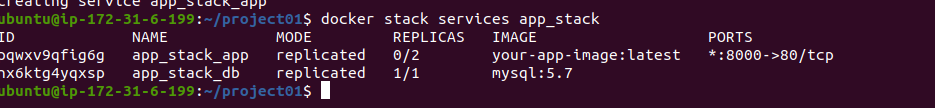 creating service app_stack_app
ubuntu@ip-172-31-6-199:~/project01$ docker stack services app_stack
ID NAME MODE REPLICAS IMAGE PORTS
oqwxv9qfig6g app_stack_app replicated 0/2 your-app-image:latest *:8000->80/tcp
nx6ktg4yqxsp app_stack_db replicated 1/1 mysql:5.7
ubuntu@ip-172-31-6-199:~/project01$